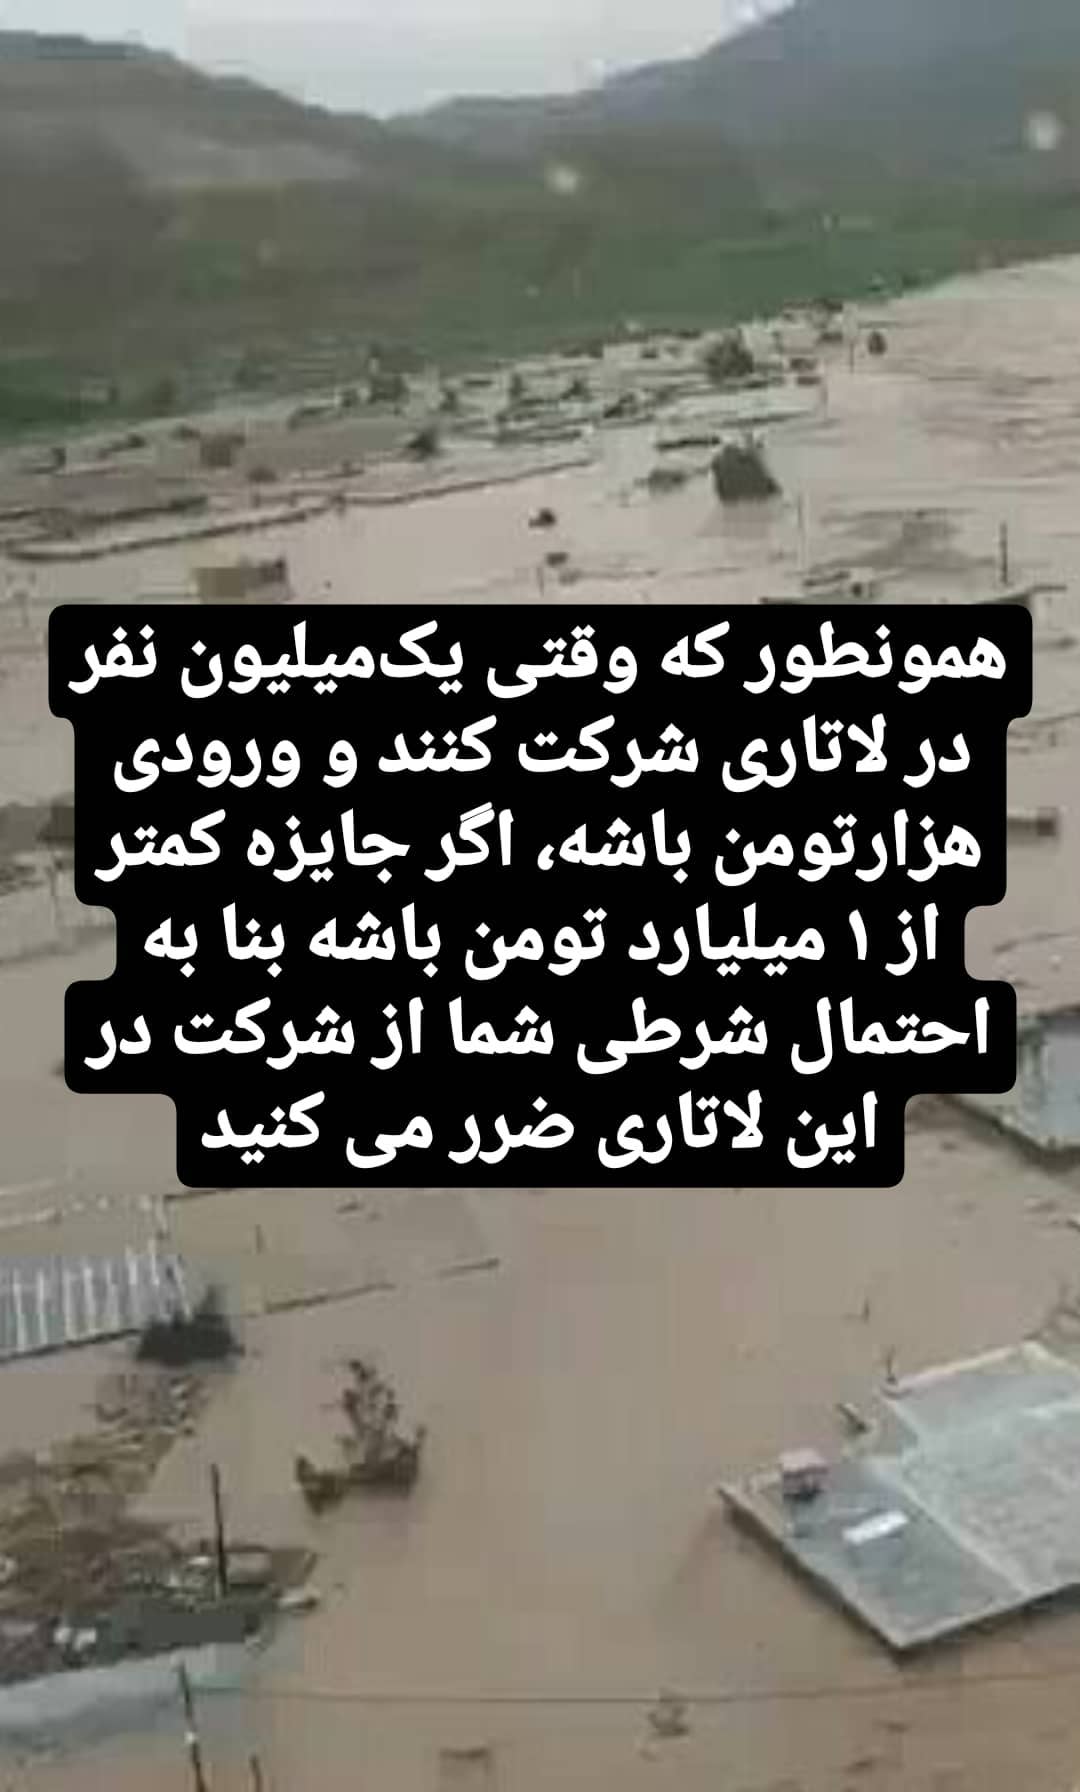 همونطور که وقتی یک‌میلیون نفر
در لاتاری شرکت کنند و ورودی
هزارتومن باشه، اگر جایزه کمتر
از ۱ میلیارد تومن باشه بنا به
احتمال شرطی شما از شرکت در
این لاتاری ضرر می کنید